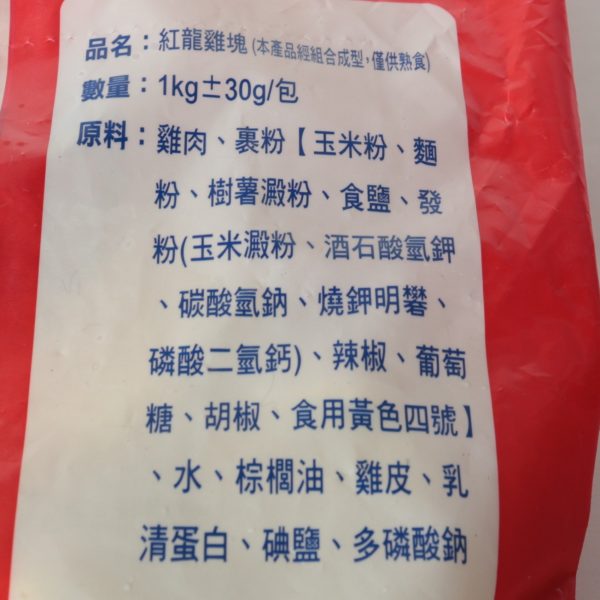 品名：紅龍雞塊(本產品經組合成型，僅供熟食)
數量：1kg±30g/包
原料：雞肉、裹粉【玉米粉、麵
粉、樹薯澱粉、食鹽、發
粉(玉米澱粉、酒石酸氫鉀
、碳酸氫鈉、燒鉀明礬、
磷酸二氫鈣)、辣椒、葡萄
糖、胡椒、食用黃色四號】
、水、棕櫚油、雞皮、乳
清蛋白、碘鹽、多磷酸鈉